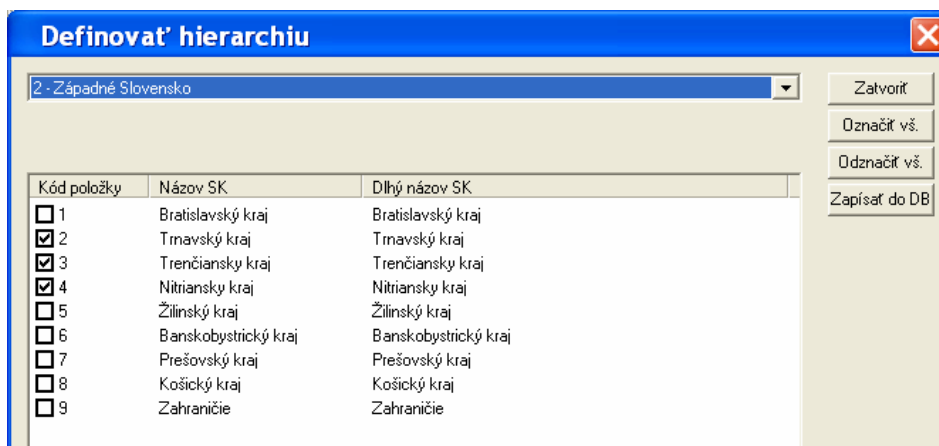 Definovať hierarchiu
2 - Západné Slovensko
Zatvoriť
Označiť vš.
Odznačiť vš.
Zapísať do DB
Kód položky Názov SK Dlhý názov SK
1 Bratislavský kraj Bratislavský kraj
2 Trnavský kraj Trnavský kraj
3 Trenčiansky kraj Trenčiansky kraj
4 Nitriansky kraj Nitriansky kraj
5 Žilinský kraj Žilinský kraj
6 Banskobystrický kraj Banskobystrický kraj
7 Prešovský kraj Prešovský kraj
8 Košický kraj Košický kraj
9 Zahraničie Zahraničie